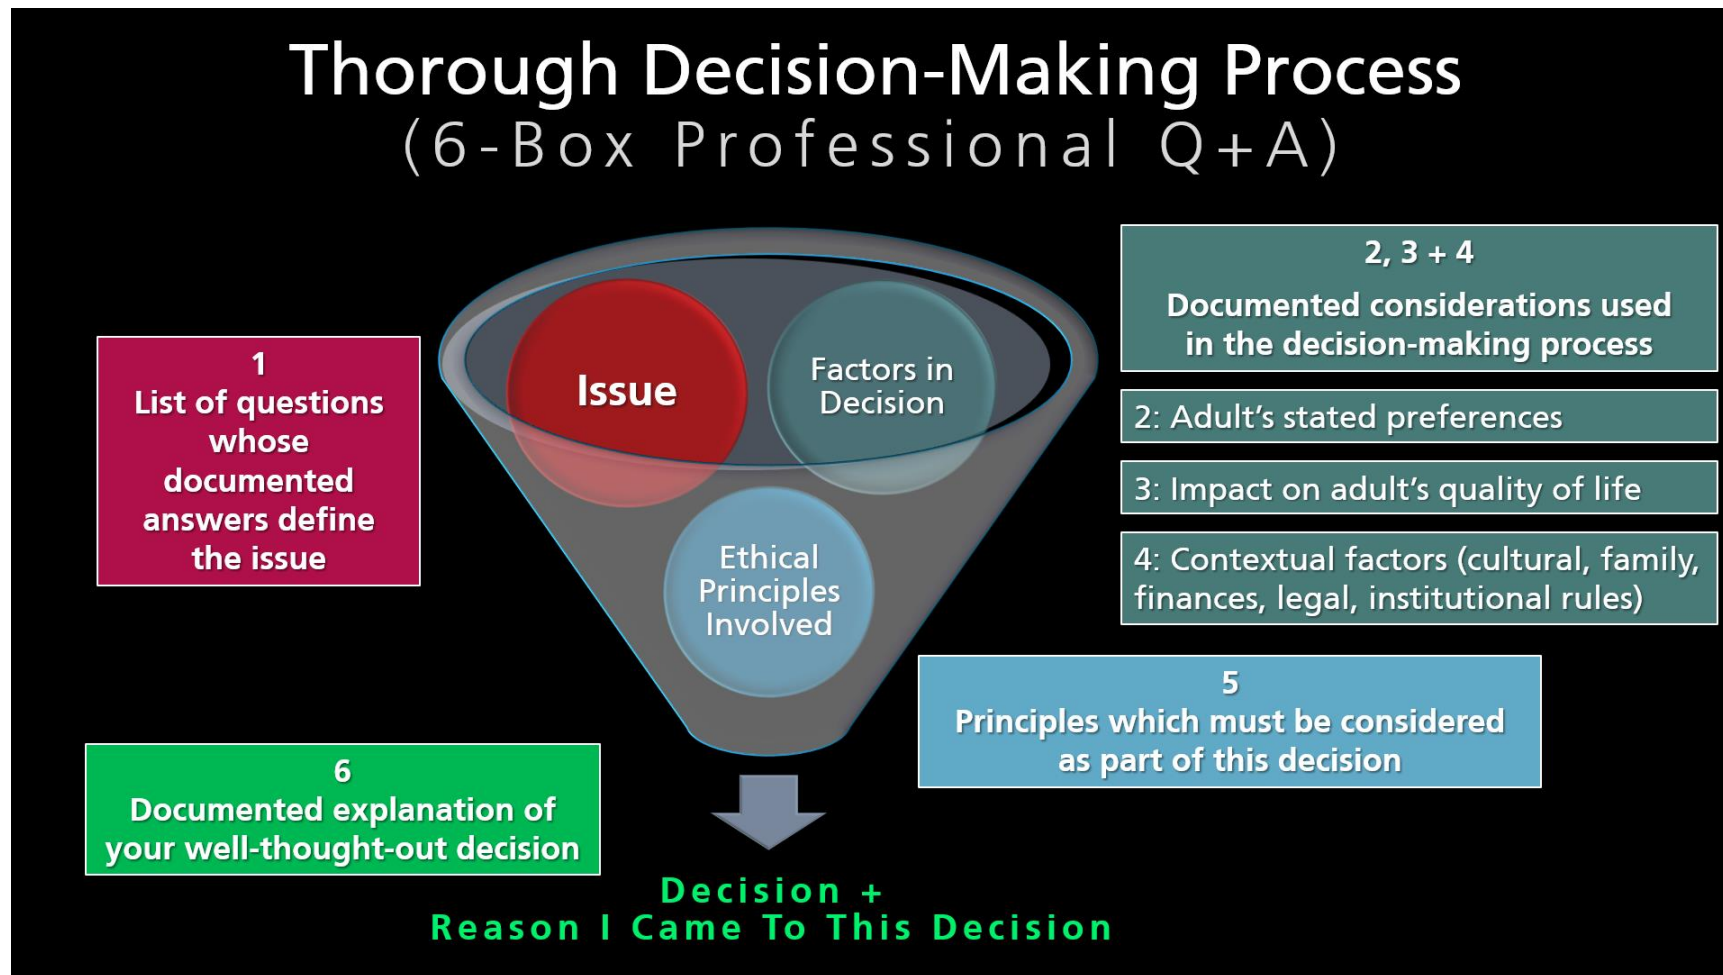 Thorough Decision-Making Process
(6-Box Professional Q+A)
1
List of questions
whose
documented
answers define
the issue
Issue
Factors in
Decision
Ethical
Principles
Involved
2, 3 + 4
Documented considerations used
in the decision-making process
2: Adult’s stated preferences
3: Impact on adult’s quality of life
4: Contextual factors (cultural, family,
finances, legal, institutional rules)
5
Principles which must be considered
as part of this decision
6
Documented explanation of
your well-thought-out decision
Decision +
Reason I Came To This Decision